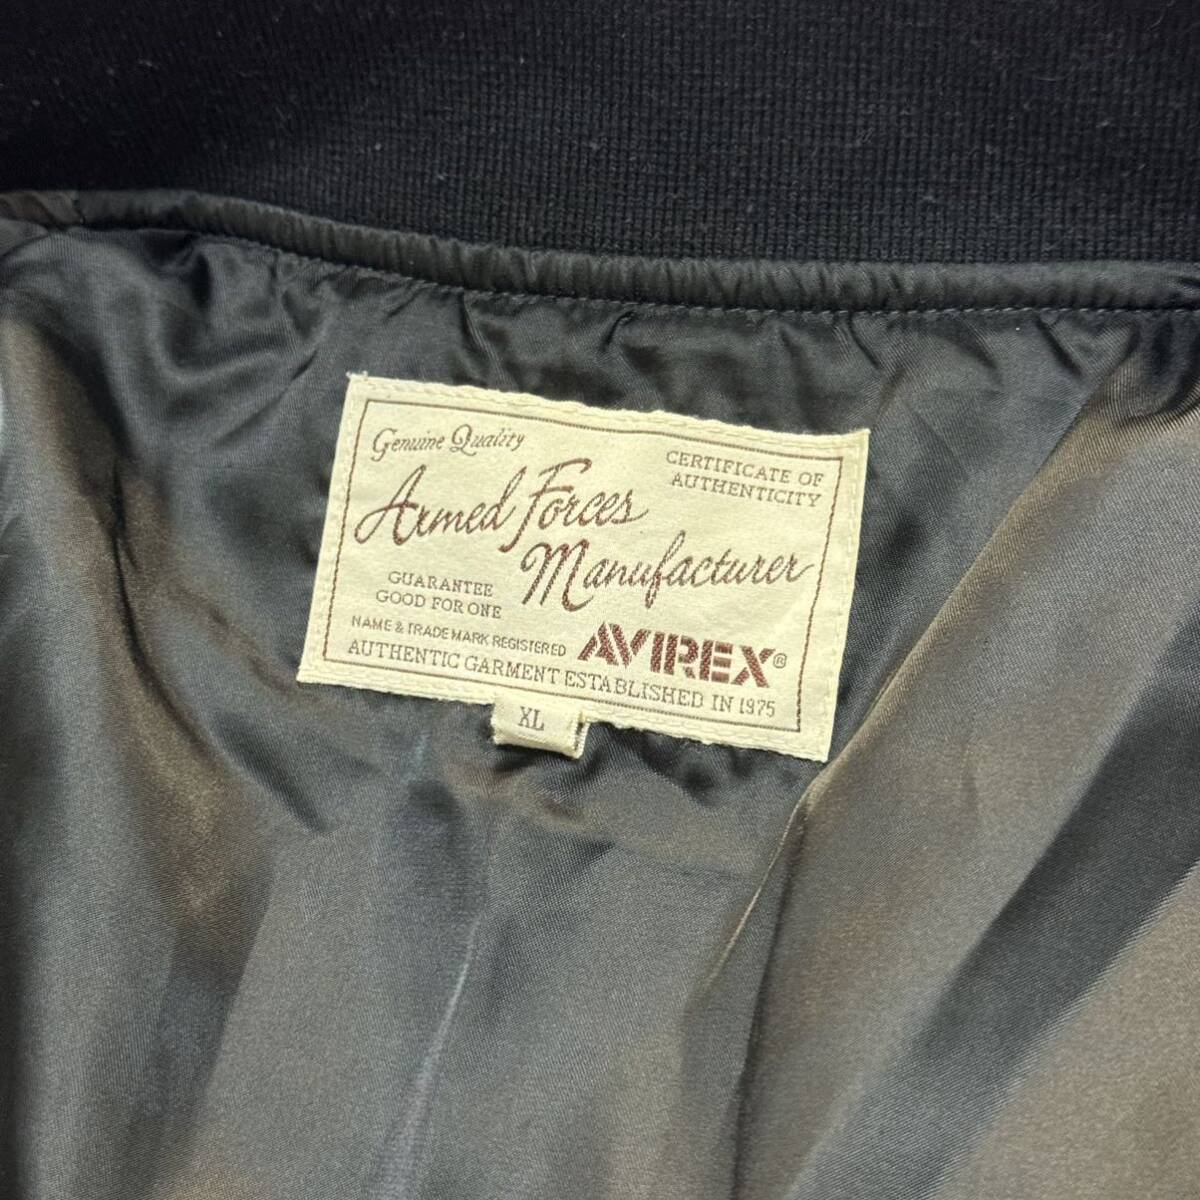 Genuine Quality
CERTIFICATE OF
AUTHENTICITY
Armed Forces
Manufacturer
GUARANTEE
GOOD FOR ONE
NAME & TRADE MARK REGISTERED
AVIREX®
AUTHENTIC GARMENT ESTABLISHED IN 1975
XL